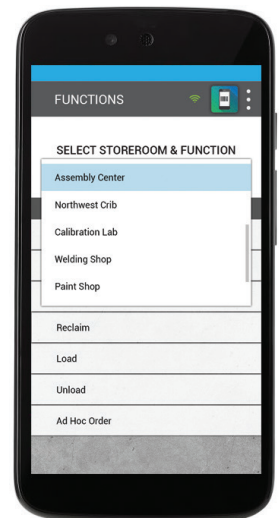 FUNCTIONS
SELECT STOREROOM & FUNCTION
Assembly Center
Northwest Crib
Calibration Lab
Welding Shop
Paint Shop
Reclaim
Load
Unload
Ad Hoc Order